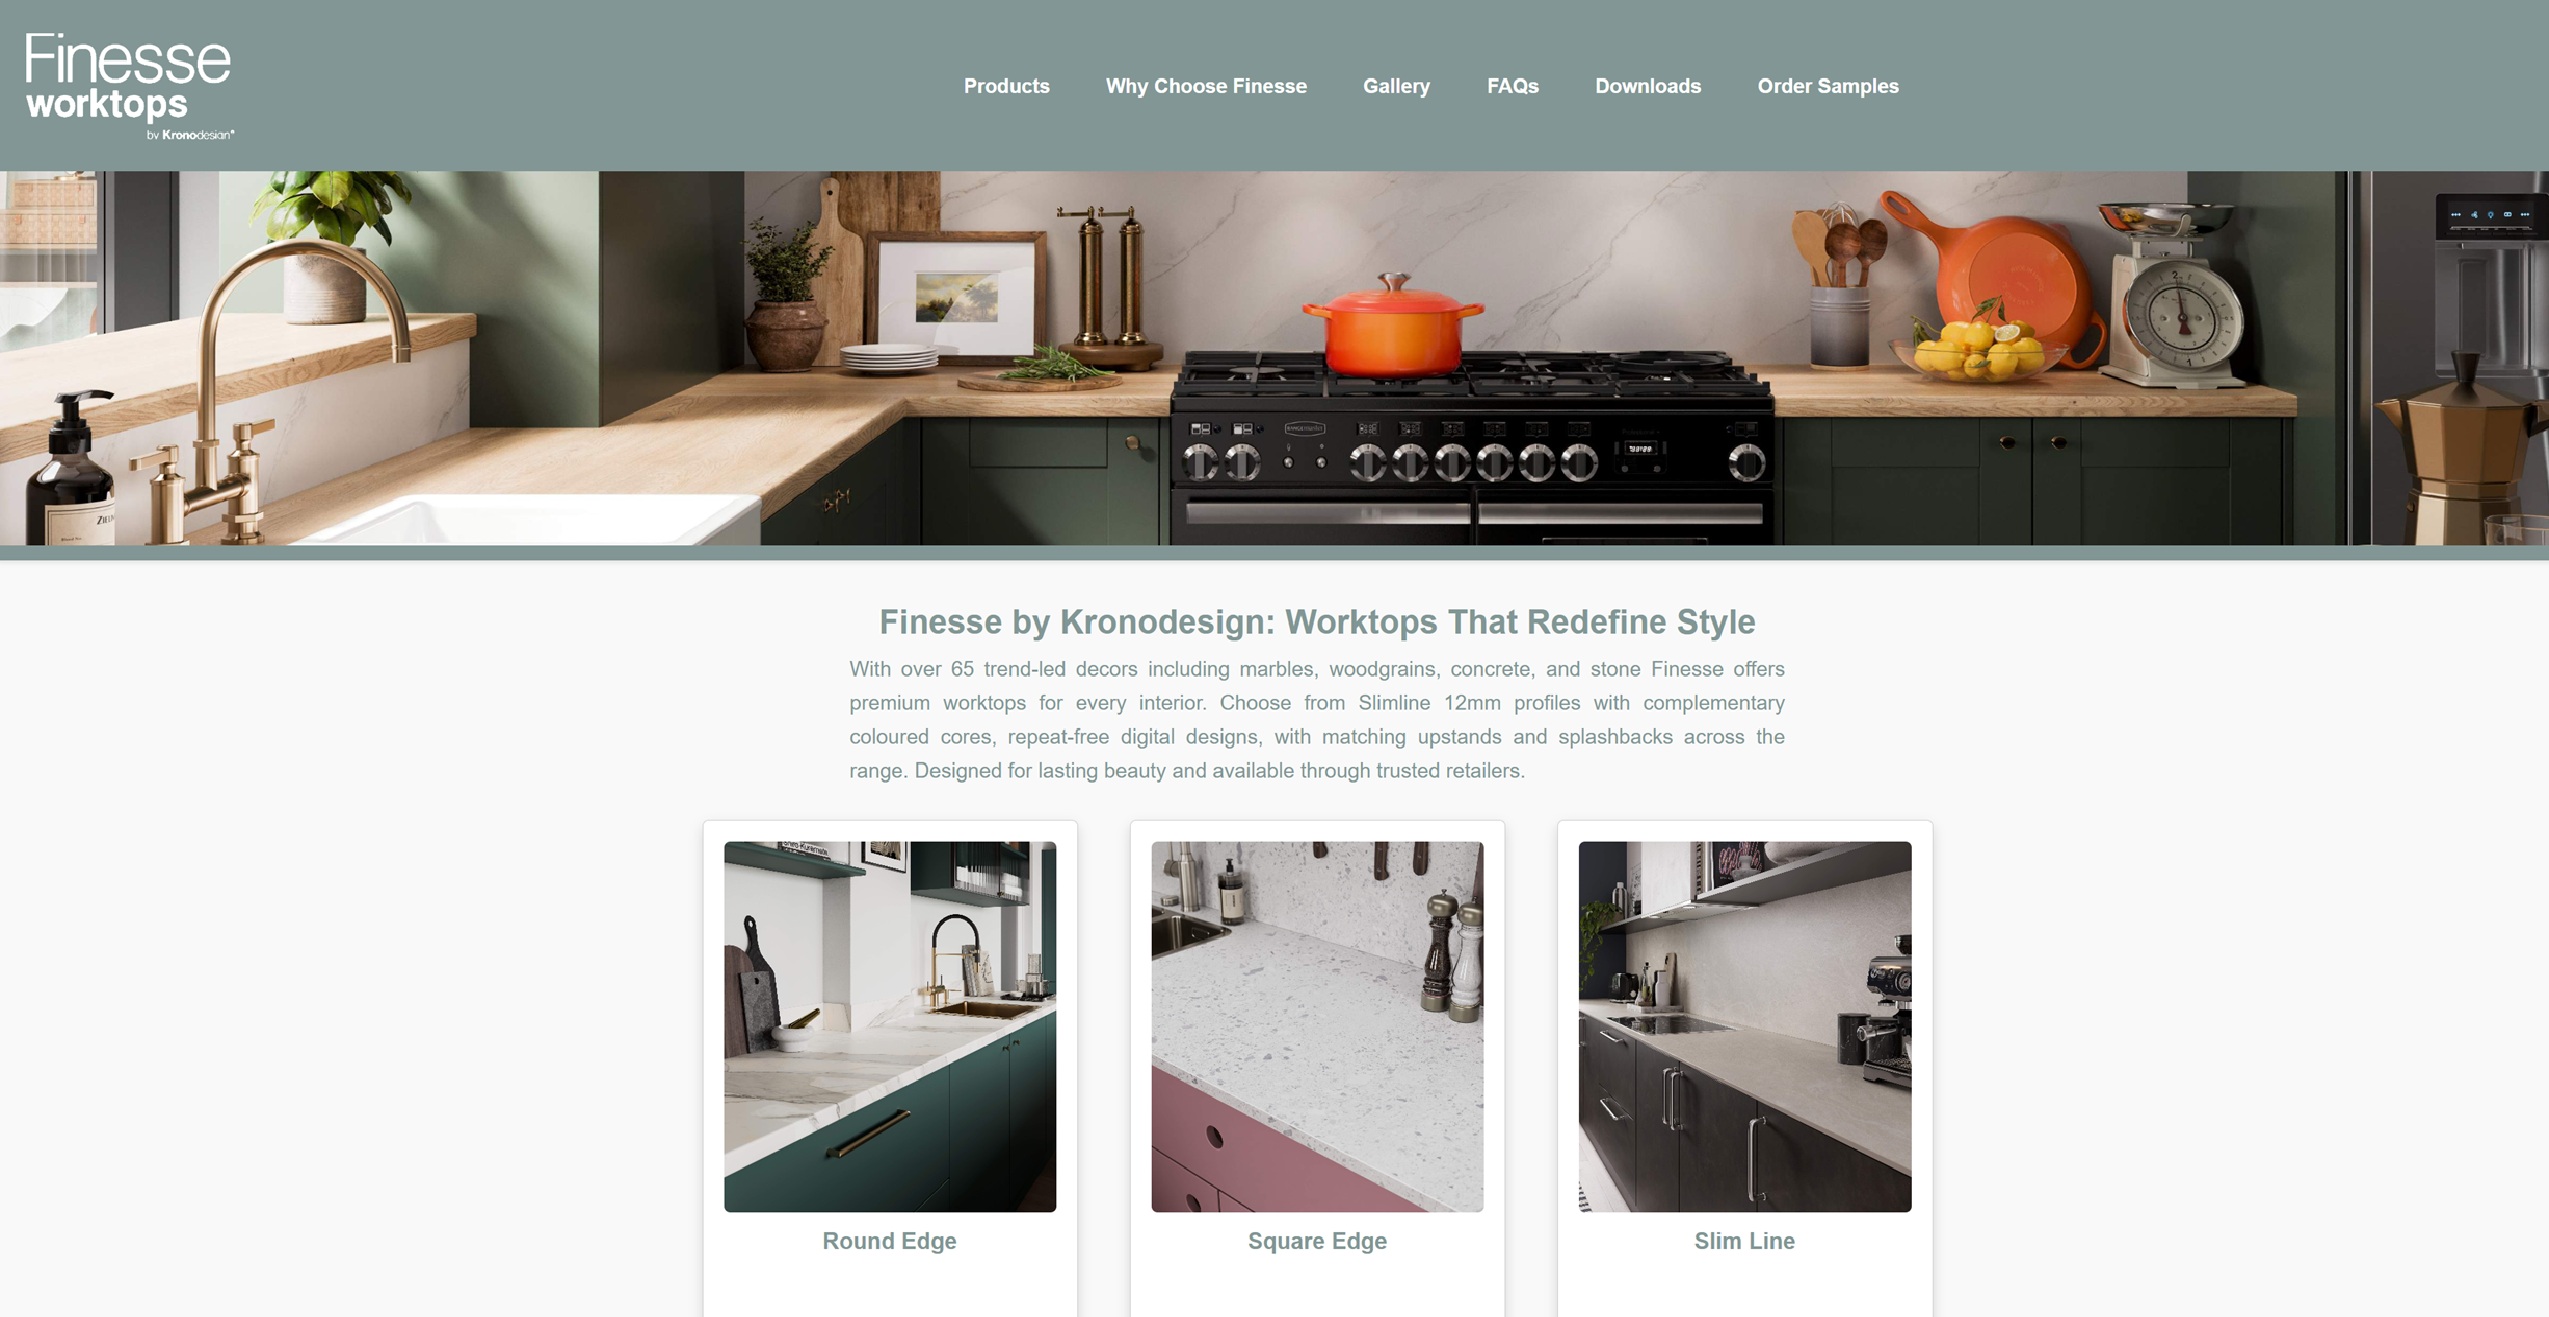 Finesse
worktops
by Kronodesign®
Products
Why Choose Finesse
Gallery
FAQs
Downloads
Order Samples
Finesse by Kronodesign: Worktops That Redefine Style
With over 65 trend-led decors including marbles, woodgrains, concrete, and stone Finesse offers
premium worktops for every interior. Choose from Slimline 12mm profiles with complementary
coloured cores, repeat-free digital designs, with matching upstands and splashbacks across the
range. Designed for lasting beauty and available through trusted retailers.
Round Edge
Square Edge
Slim Line